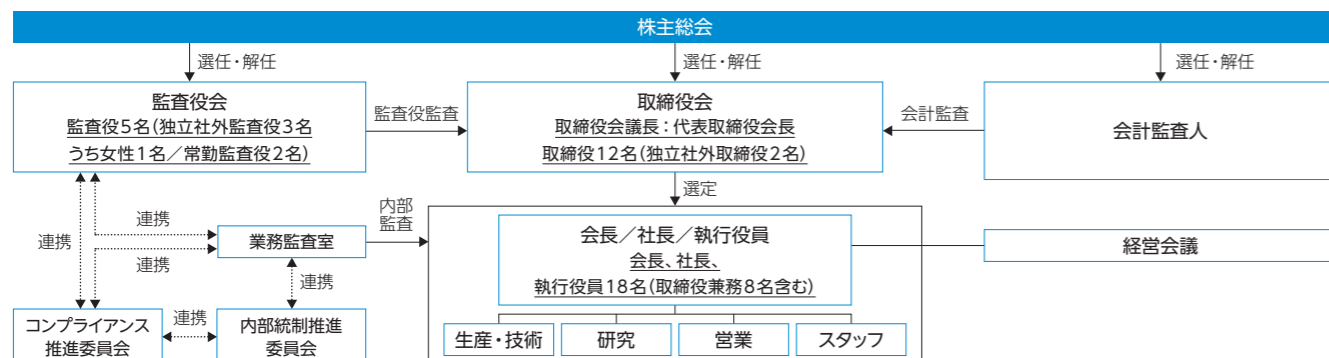 株主総会
選任・解任
選任・解任
選任・解任
監査役会
監査役5名(独立社外監査役3名
うち女性1名／常勤監査役2名)
監査役監査
取締役会
取締役会議長：代表取締役会長
取締役12名(独立社外取締役2名)
会計監査
会計監査人
選定
連携
連携
連携
業務監査室
内部
監査
会長／社長／執行役員
会長、社長、
執行役員18名(取締役兼務8名含む)
経営会議
連携
コンプライアンス
推進委員会
連携
内部統制推進
委員会
生産・技術
研究
営業
スタッフ